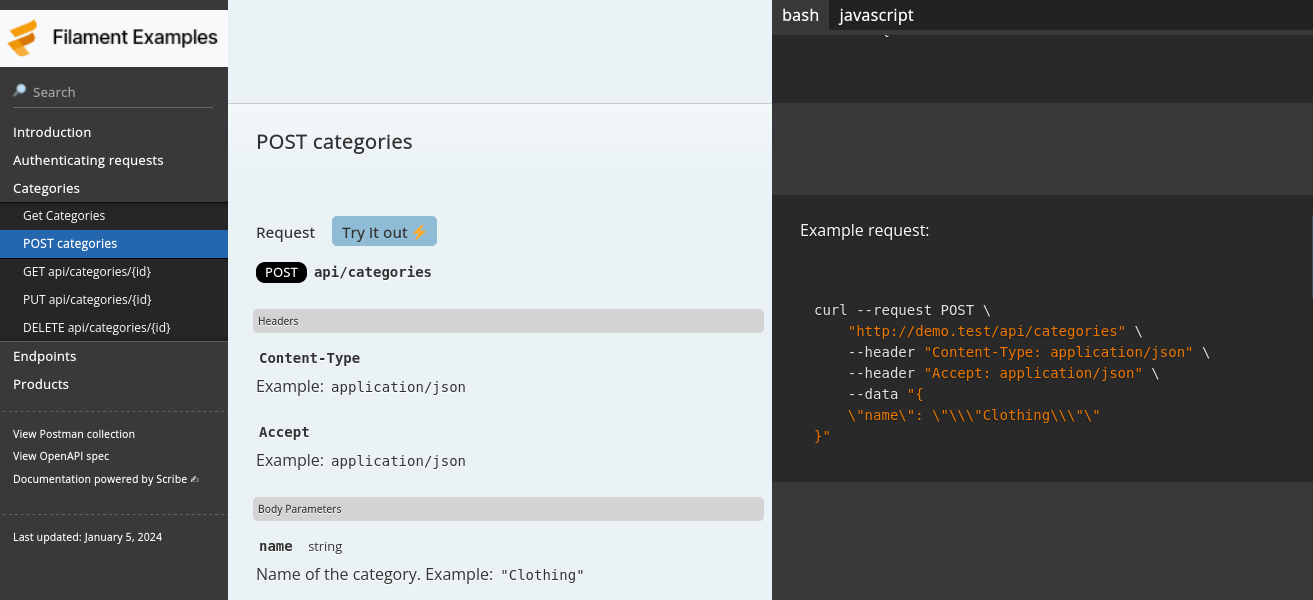 Filament Examples
Search
Introduction
Authenticating requests
Categories
Get Categories
POST categories
GET api/categories/{id}
PUT api/categories/{id}
DELETE api/categories/{id}
Endpoints
Products
View Postman collection
View OpenAPI spec
Documentation powered by Scribe ✍
Last updated: January 5, 2024
POST categories
Request Try it out ⚡
POST api/categories
Headers
Content-Type
Example: application/json
Accept
Example: application/json
Body Parameters
name string
Name of the category. Example: "Clothing"
bash javascript
Example request:
curl --request POST \
"http://demo.test/api/categories" \
--header "Content-Type: application/json" \
--header "Accept: application/json" \
--data "{
\"name\": \"\\\"Clothing\\\"\"
}"